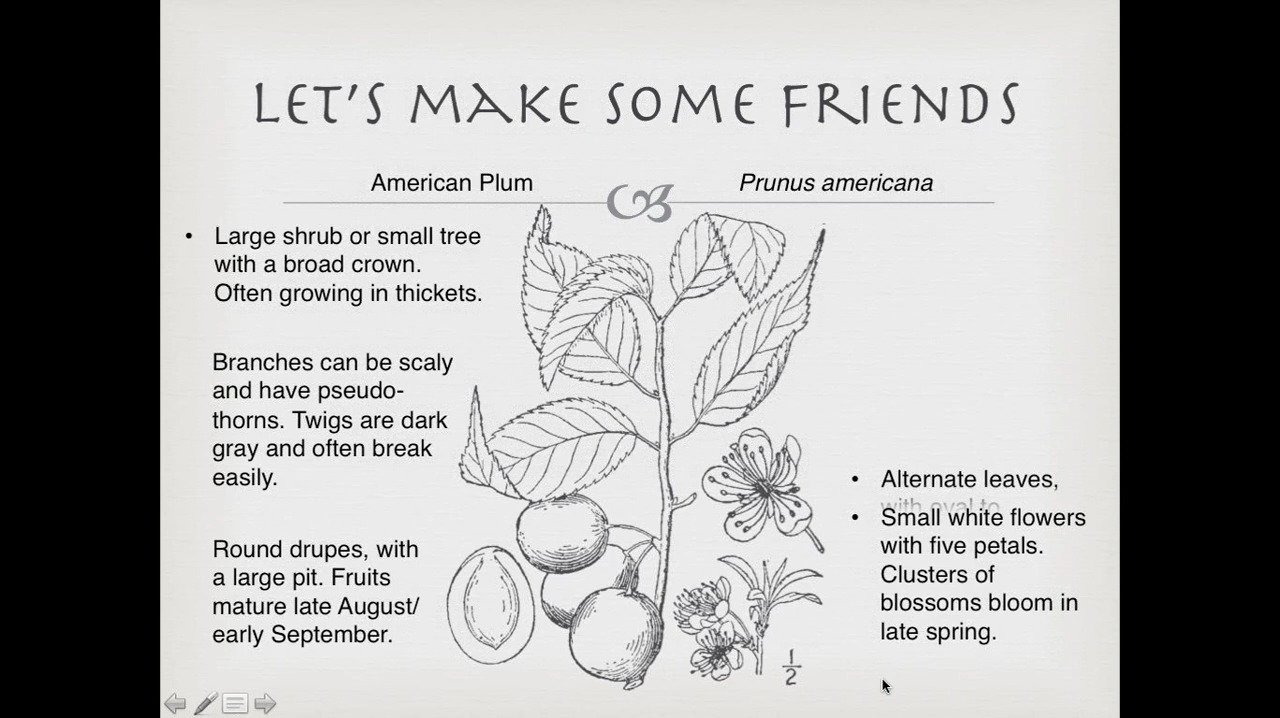 LET'S MAKE SOME FRIENDS
American Plum
Prunus americana
• Large shrub or small tree
with a broad crown.
Often growing in thickets.
Branches can be scaly
and have pseudo-
thorns. Twigs are dark
gray and often break
easily.
Round drupes, with
a large pit. Fruits
mature late August/
early September.
• Alternate leaves,
with oval to
• Small white flowers
with five petals.
Clusters of
blossoms bloom in
late spring.
1/2